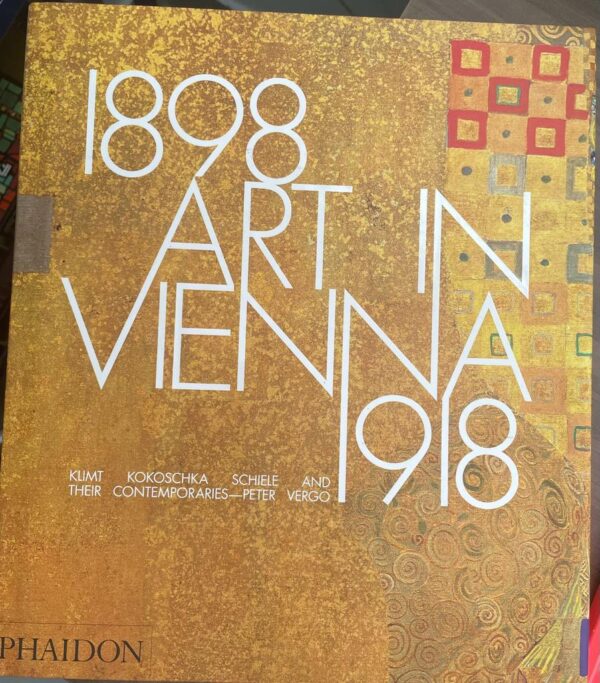 1898
ART IN
VIENNA
1918
KLIMT KOKOSCHKA SCHIELE AND
THEIR CONTEMPORARIES—PETER VERGO
PHAIDON